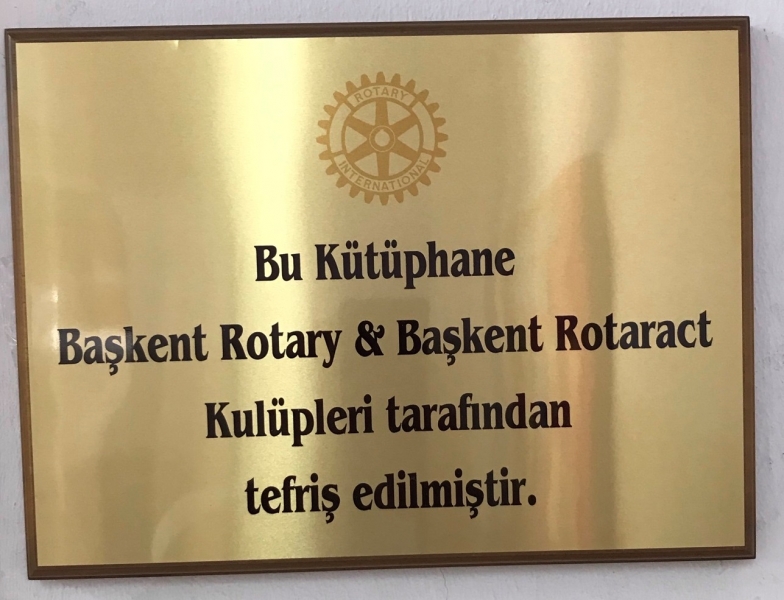 ROTARY
INTERNATIONAL
Bu Kütüphane
Başkent Rotary & Başkent Rotaract
Kulüpleri tarafından
tefriş edilmiştir.